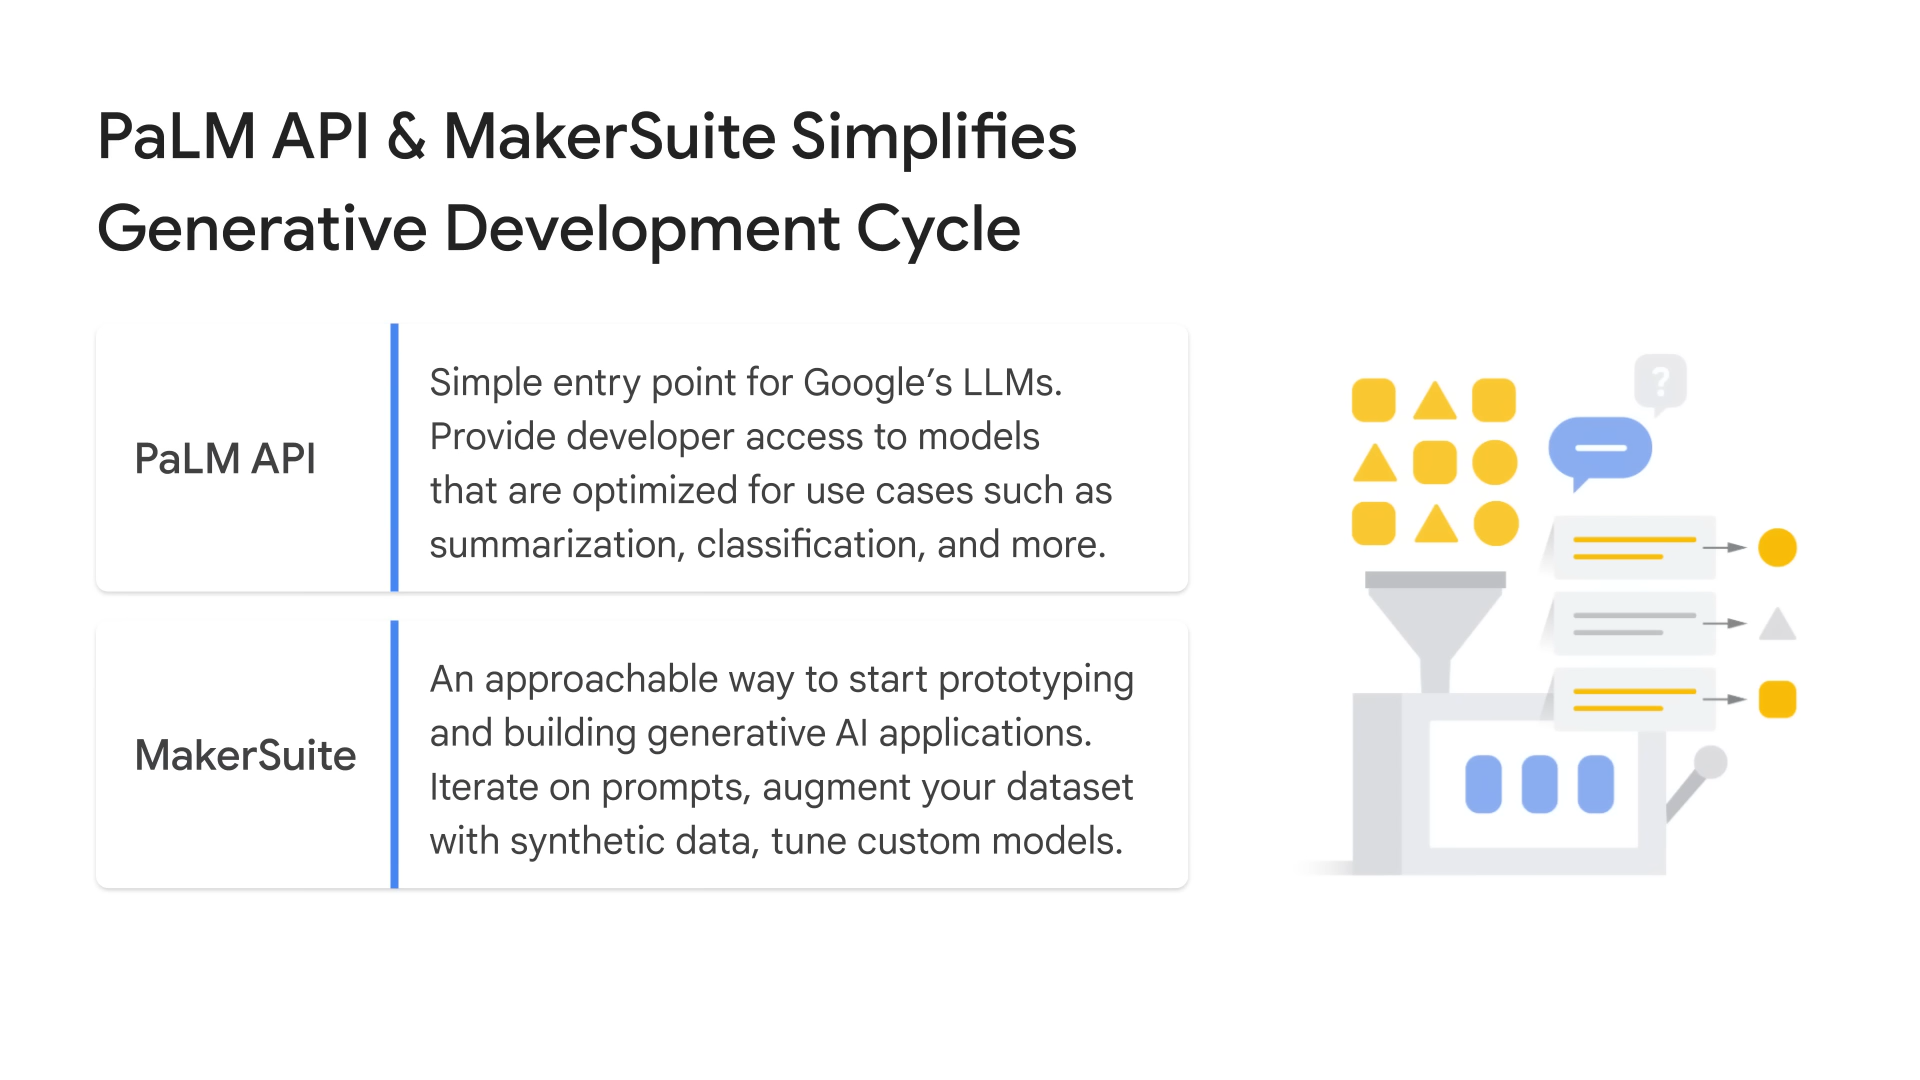 PaLM API & MakerSuite Simplifies
Generative Development Cycle
PaLM API
Simple entry point for Google’s LLMs.
Provide developer access to models
that are optimized for use cases such as
summarization, classification, and more.
MakerSuite
An approachable way to start prototyping
and building generative AI applications.
Iterate on prompts, augment your dataset
with synthetic data, tune custom models.
?